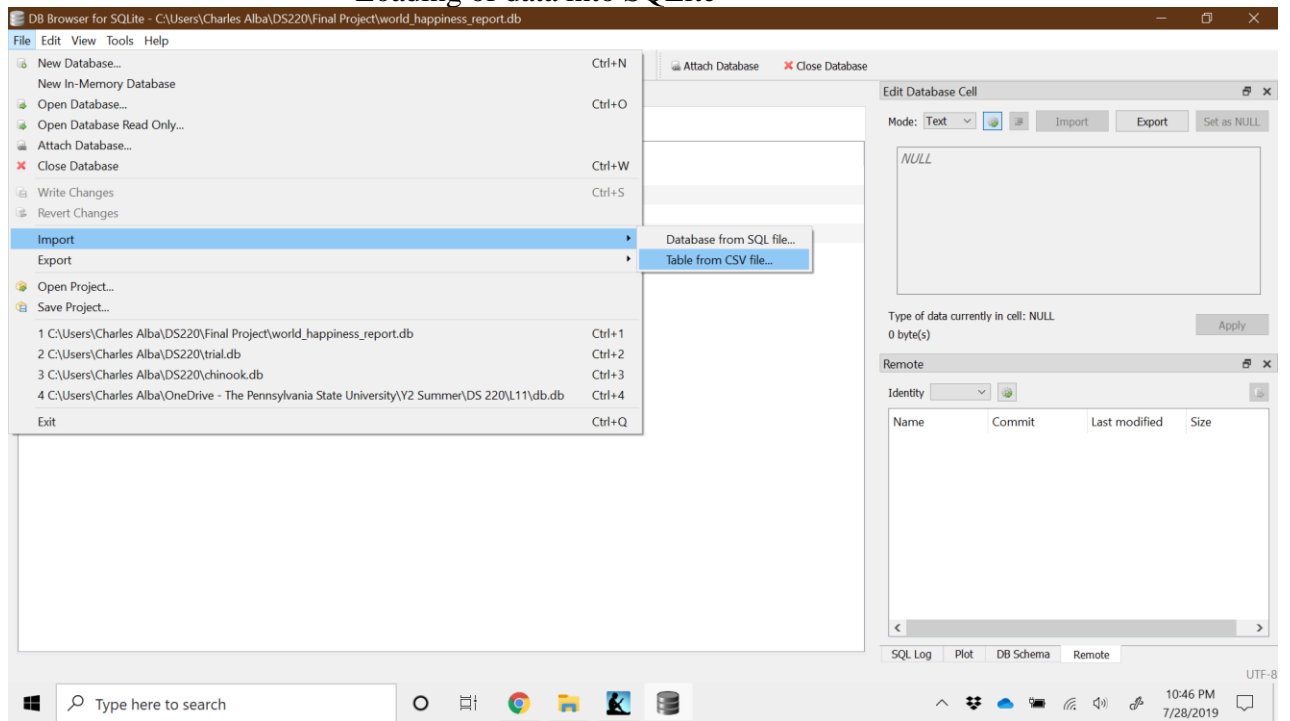 Loading of data into SQLite
DB Browser for SQLite - C:\Users\Charles Alba\DS220\Final Project\world_happiness_report.db
File Edit View Tools Help
New Database... Ctrl+N
Attach Database Close Database
New In-Memory Database
Open Database... Ctrl+O
Open Database Read Only...
Attach Database...
Close Database Ctrl+W
Write Changes Ctrl+S
Revert Changes
Import
Export
Database from SQL file...
Table from CSV file...
Open Project...
Save Project...
1 C:\Users\Charles Alba\DS220\Final Project\world_happiness_report.db Ctrl+1
2 C:\Users\Charles Alba\DS220\trial.db Ctrl+2
3 C:\Users\Charles Alba\DS220\chinook.db Ctrl+3
4 C:\Users\Charles Alba\OneDrive - The Pennsylvania State University\Y2 Summer\DS 220\L11\db.db Ctrl+4
Exit Ctrl+Q
Edit Database Cell
Mode: Text Import Export Set as NULL
NULL
Type of data currently in cell: NULL
0 byte(s)
Apply
Remote
Identity
Name Commit Last modified Size
SQL Log Plot DB Schema Remote
UTF-8
Type here to search
10:46 PM
7/28/2019